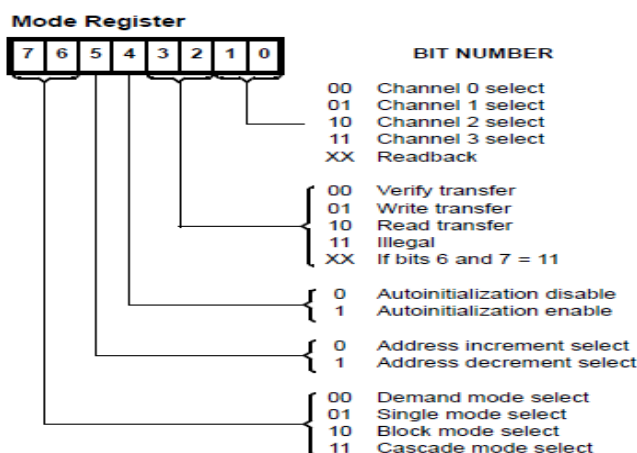 Mode Register
7 6 5 4 3 2 1 0 BIT NUMBER
00 Channel 0 select
01 Channel 1 select
10 Channel 2 select
11 Channel 3 select
XX Readback
00 Verify transfer
01 Write transfer
10 Read transfer
11 Illegal
XX If bits 6 and 7 = 11
0 Autoinitialization disable
1 Autoinitialization enable
0 Address increment select
1 Address decrement select
00 Demand mode select
01 Single mode select
10 Block mode select
11 Cascade mode select